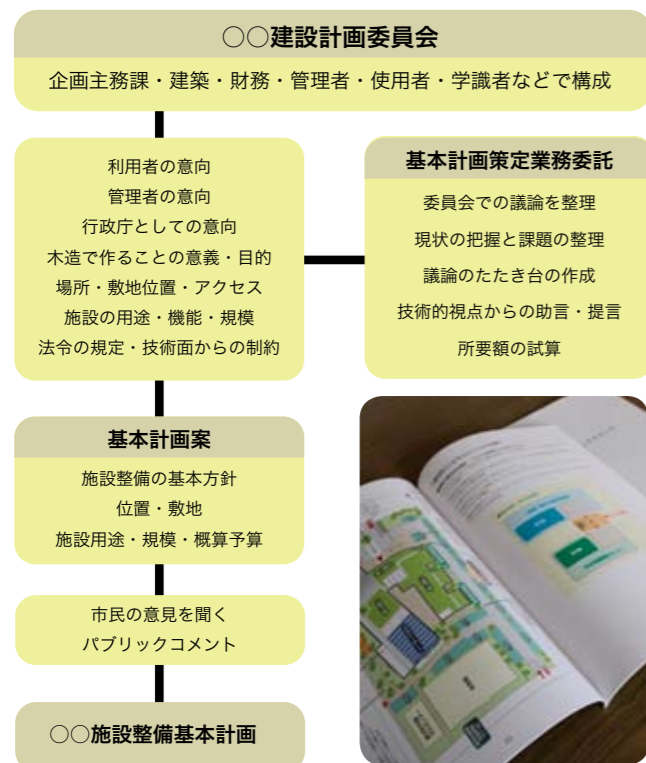 ○○建設計画委員会
企画主務課・建築・財務・管理者・使用者・学識者などで構成
利用者の意向
管理者の意向
行政庁としての意向
木造で作ることの意義・目的
場所・敷地位置・アクセス
施設の用途・機能・規模
法令の規定・技術面からの制約
基本計画策定業務委託
委員会での議論を整理
現状の把握と課題の整理
議論のたたき台の作成
技術的視点からの助言・提言
所要額の試算
基本計画案
施設整備の基本方針
位置・敷地
施設用途・規模・概算予算
市民の意見を聞く
パブリックコメント
○○施設整備基本計画